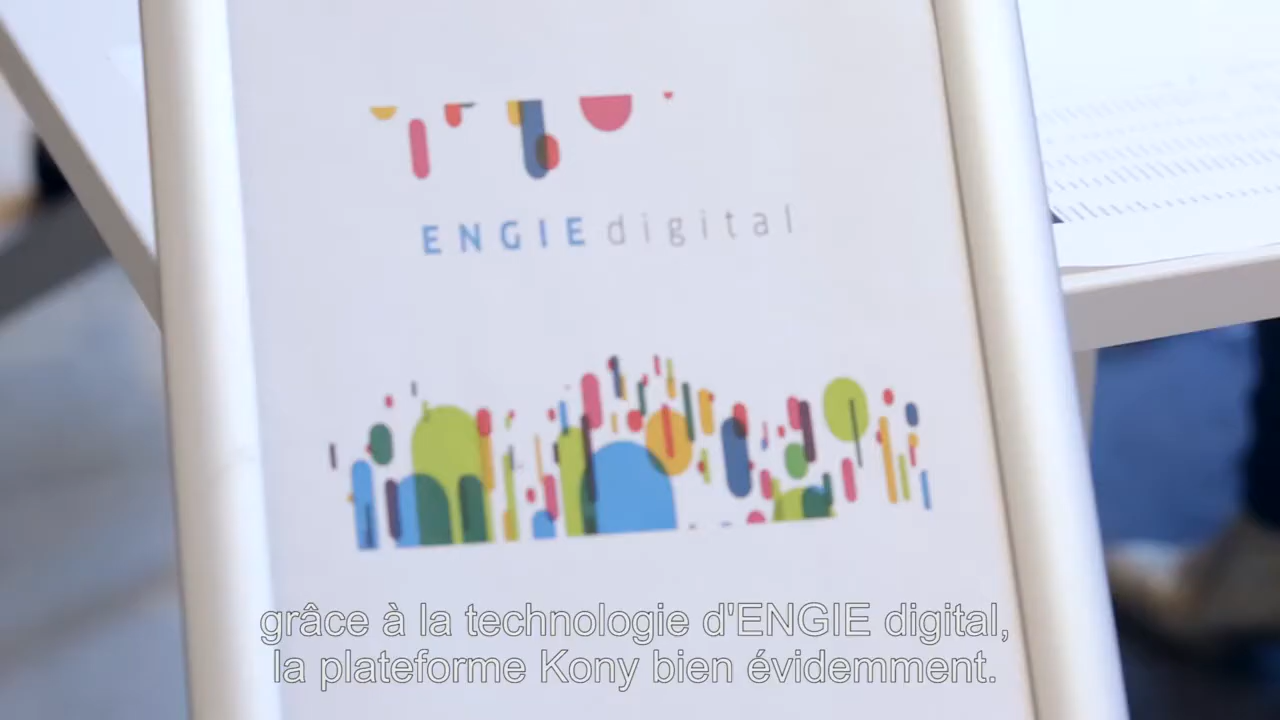 ENGIE digital
grâce à la technologie d'ENGIE digital,
la plateforme Kony bien évidemment.